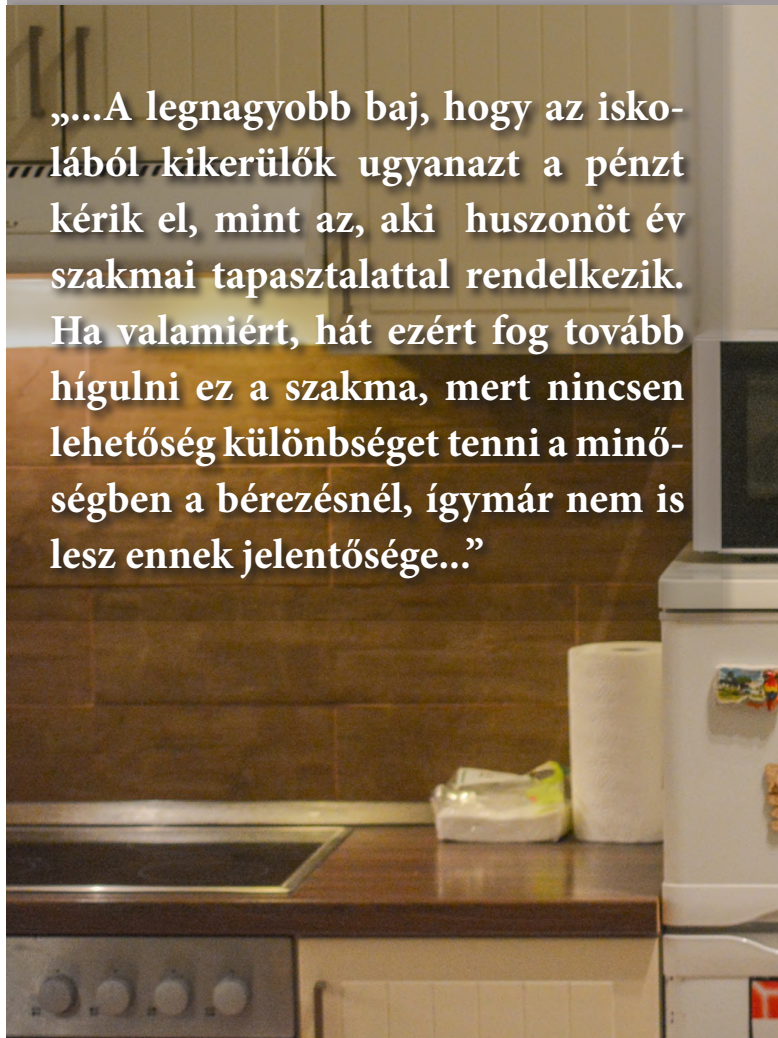 „...A legnagyobb baj, hogy az isko-
lából kikerülők ugyanazt a pénzt
kérik el, mint az, aki  huszonöt év
szakmai tapasztalattal rendelkezik.
Ha valamiért, hát ezért fog tovább
hígulni ez a szakma, mert nincsen
lehetőség különbséget tenni a minő-
ségben a bérezésnél, ígymár nem is
lesz ennek jelentősége...”